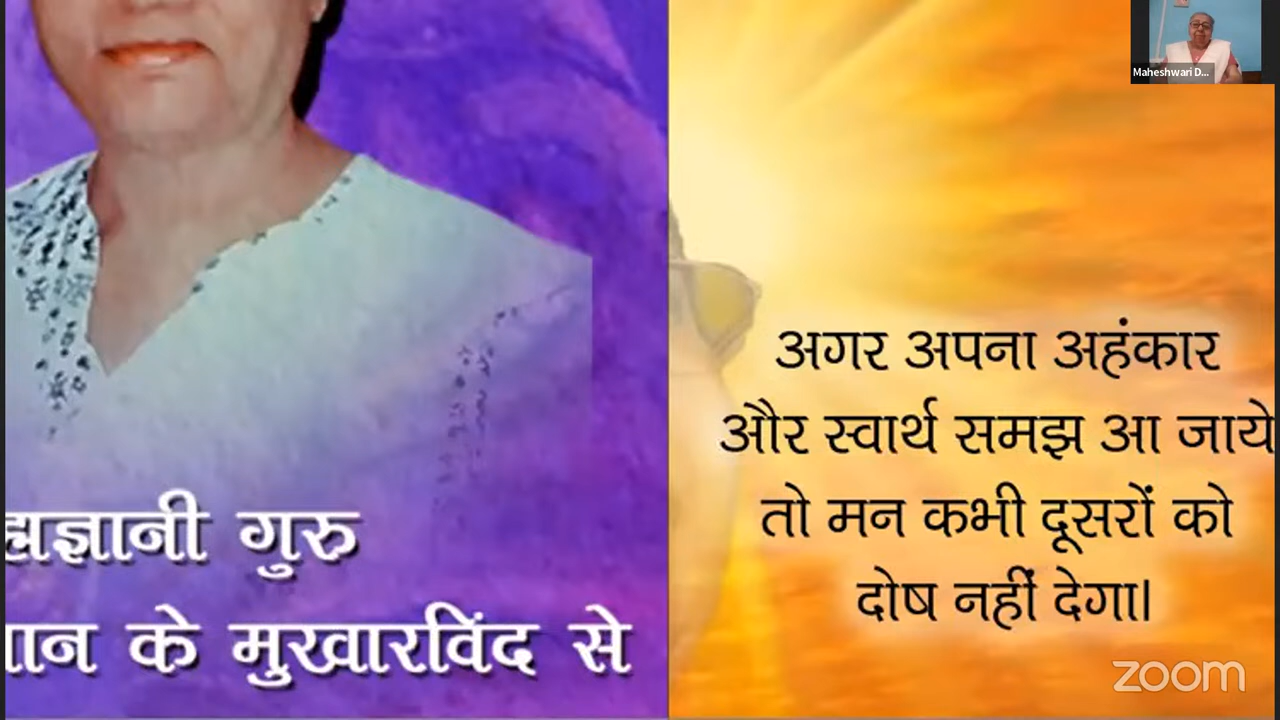 Maheshwari D...
गुरु
के मुखारविंद से
अगर अपना अहंकार
और स्वार्थ समझ आ जाये
तो मन कभी दूसरों को
दोष नहीं देगा।
zoom